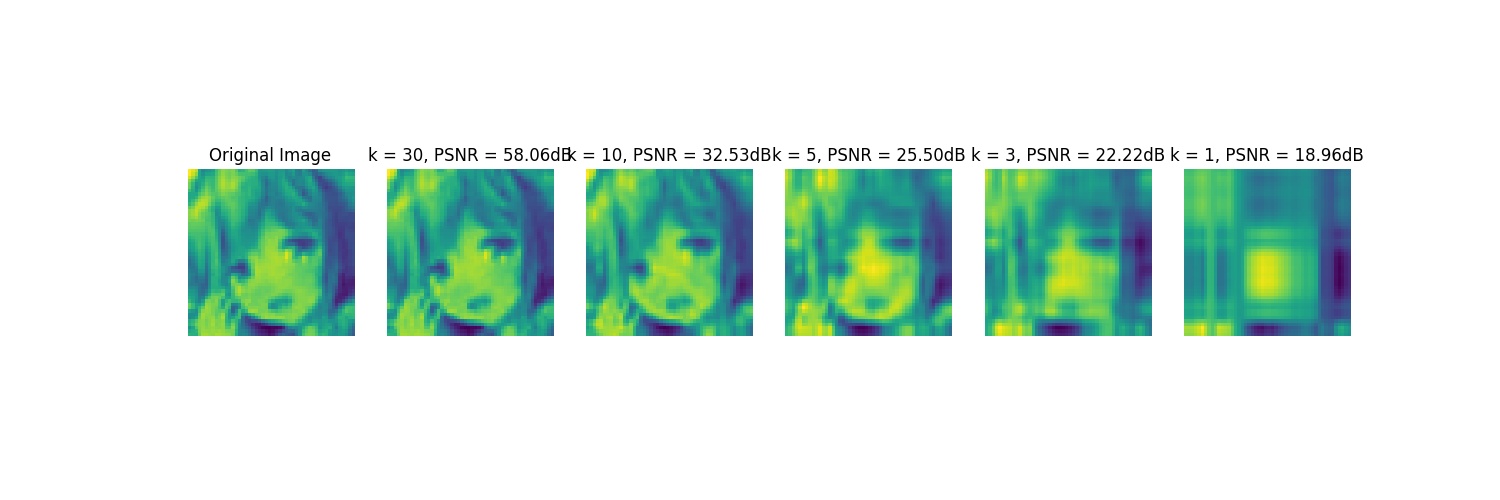 Original Image
k = 30, PSNR = 58.06dB
k = 10, PSNR = 32.53dB
k = 5, PSNR = 25.50dB
k = 3, PSNR = 22.22dB
k = 1, PSNR = 18.96dB